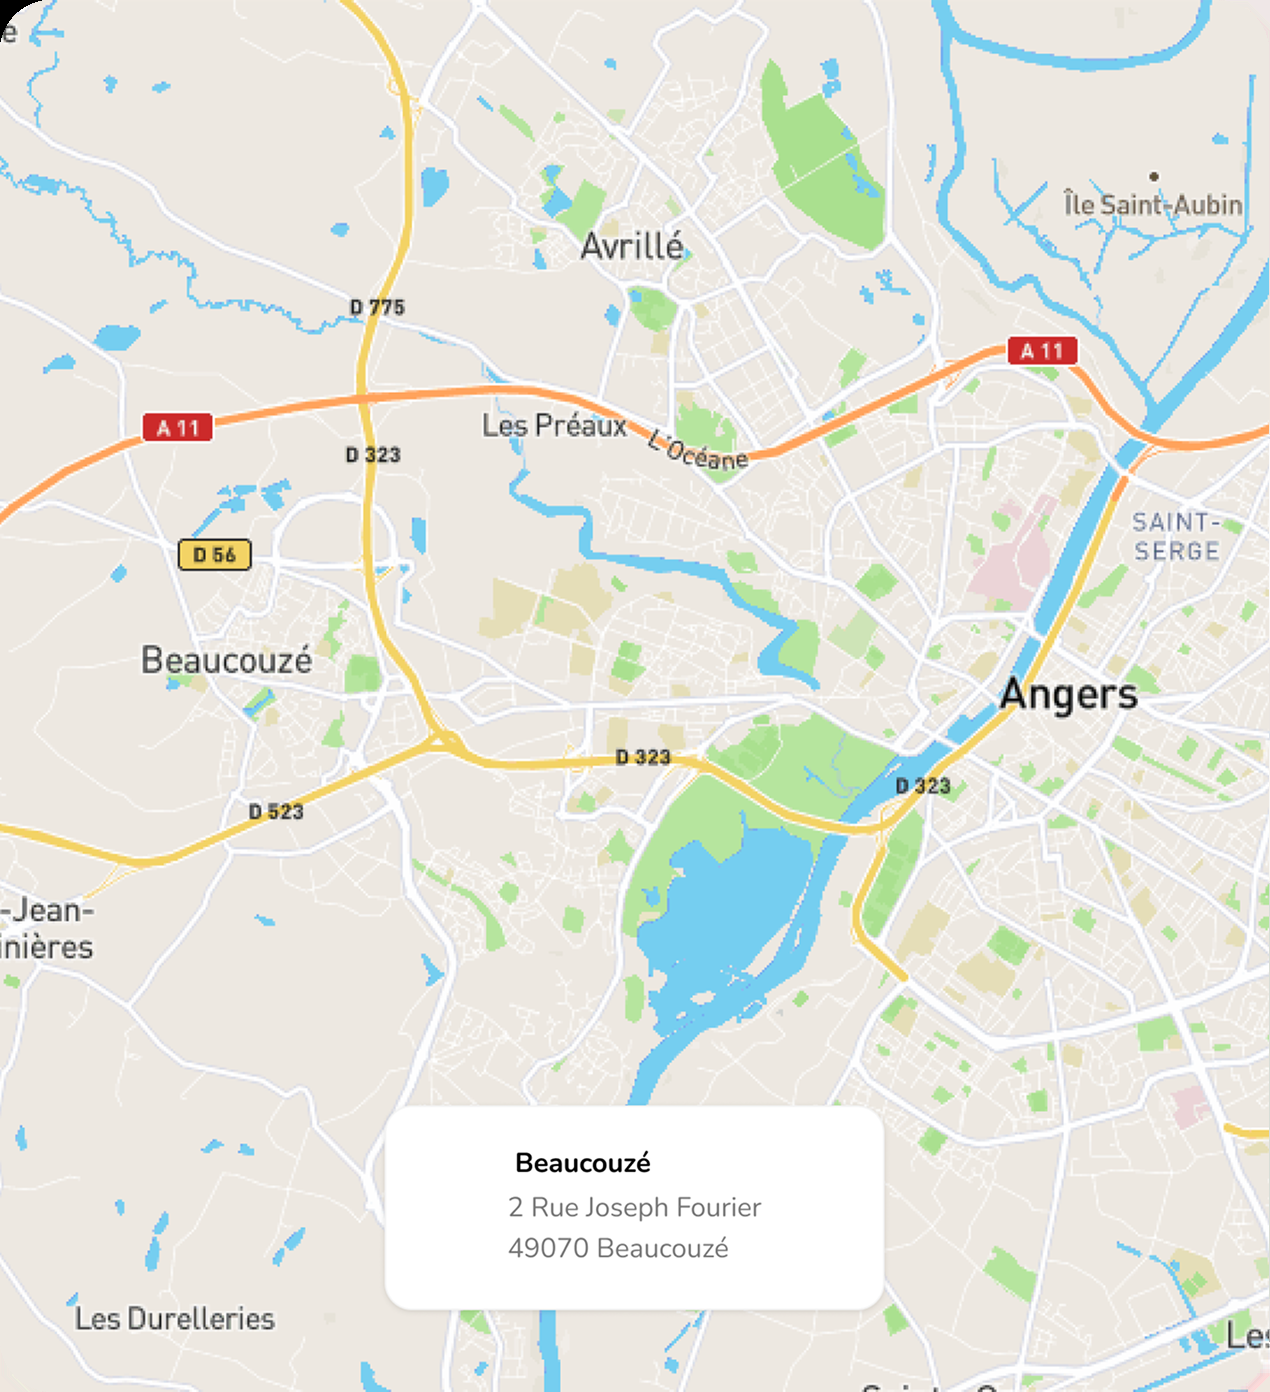 Île Saint-Aubin
Avrillé
D 775
A 11
A 11
Les Préaux
L'Océane
D 323
SAINT-
SERGE
D 56
Beaucouzé
Angers
D 323
D 323
D 523
-Jean-
inières
Beaucouzé
2 Rue Joseph Fourier
49070 Beaucouzé
Les Durelleries
Les